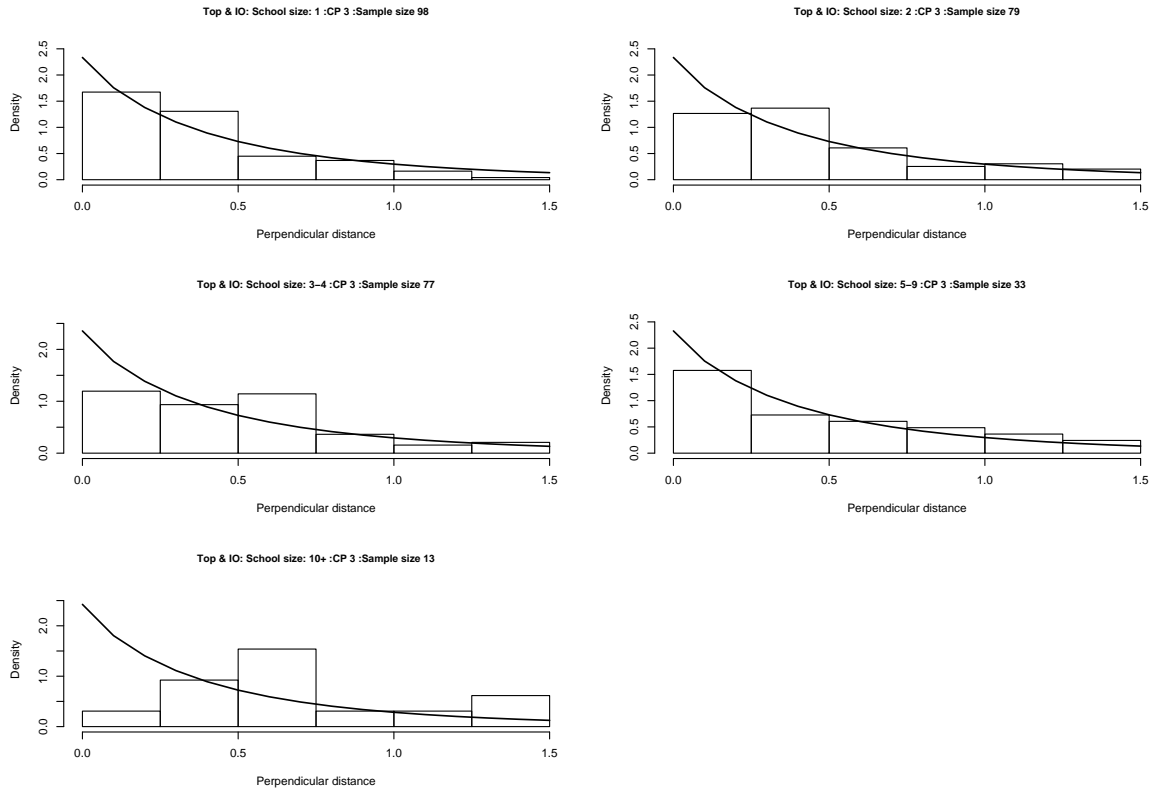 Top & IO: School size: 1 :CP 3 :Sample size 98
Density
0.0 0.5 1.0 1.5 2.0 2.5
0.0 0.5 1.0 1.5
Perpendicular distance
Top & IO: School size: 2 :CP 3 :Sample size 79
Density
0.0 0.5 1.0 1.5 2.0 2.5
0.0 0.5 1.0 1.5
Perpendicular distance
Top & IO: School size: 3−4 :CP 3 :Sample size 77
Density
0.0 1.0 2.0
0.0 0.5 1.0 1.5
Perpendicular distance
Top & IO: School size: 5−9 :CP 3 :Sample size 33
Density
0.0 0.5 1.0 1.5 2.0 2.5
0.0 0.5 1.0 1.5
Perpendicular distance
Top & IO: School size: 10+ :CP 3 :Sample size 13
Density
0.0 1.0 2.0
0.0 0.5 1.0 1.5
Perpendicular distance